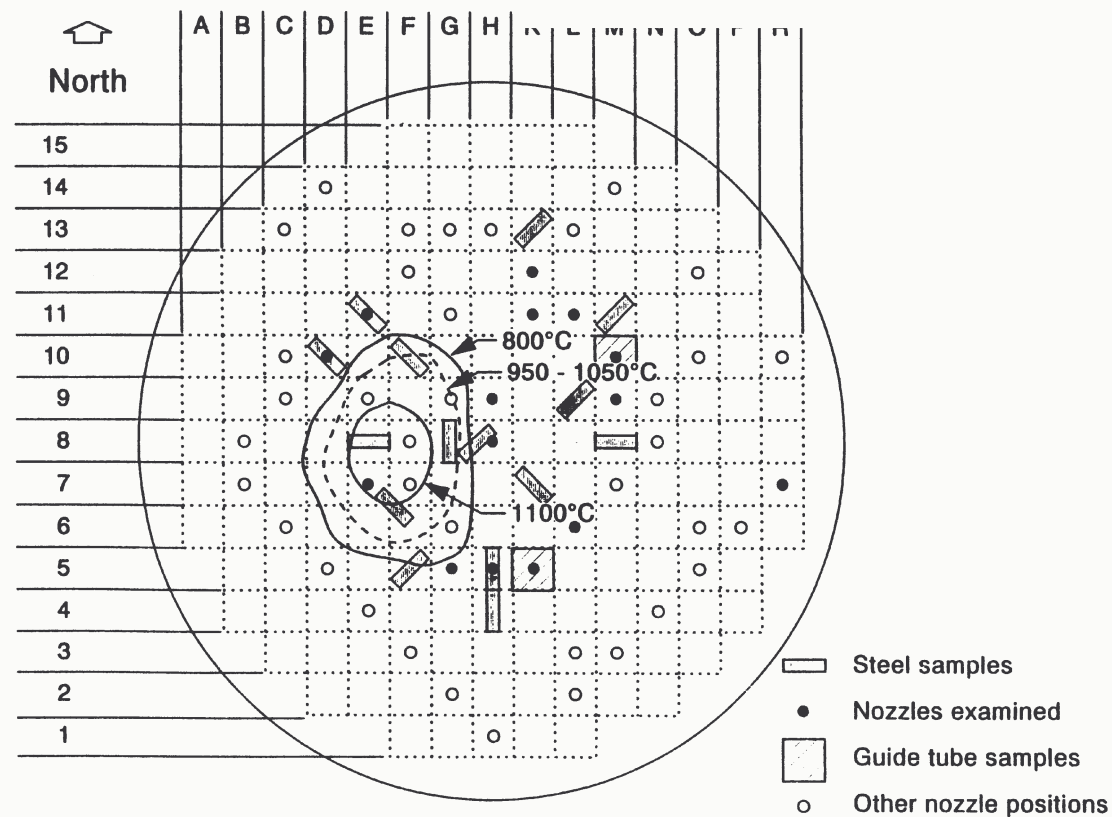 A B C D E F G H
North
15
14
13
12
11
10
9
8
7
6
5
4
3
2
1
800°C
950 - 1050°C
1100°C
Steel samples
Nozzles examined
Guide tube samples
Other nozzle positions